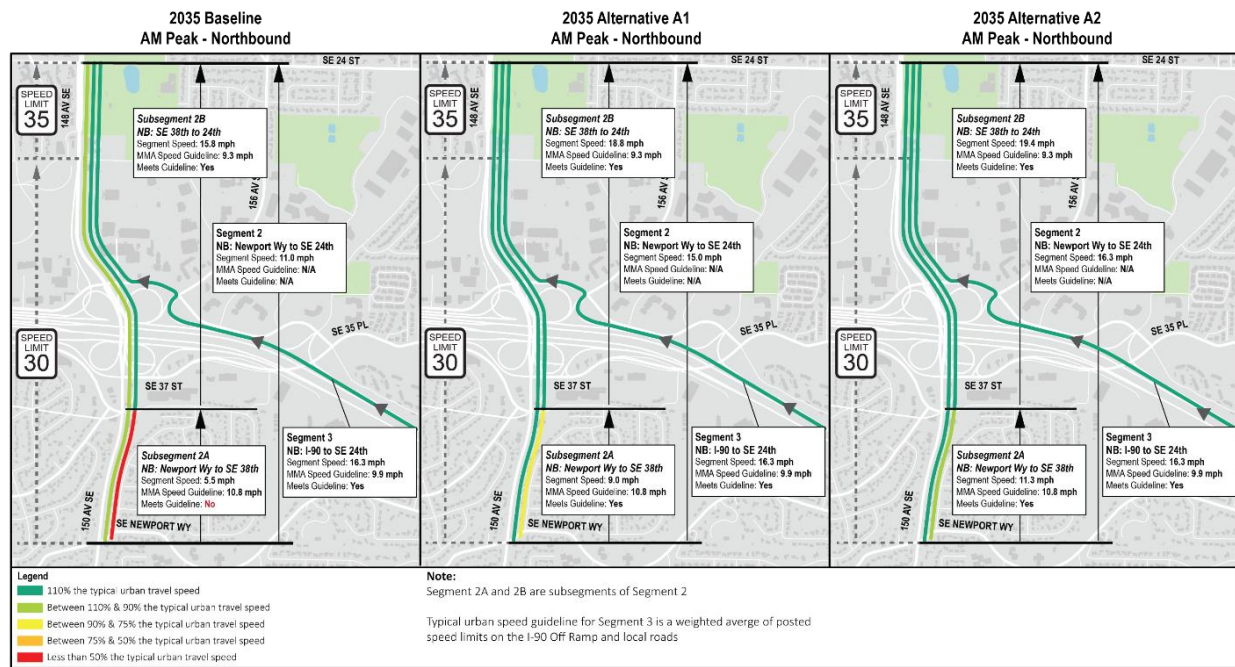 2035 Baseline
AM Peak - Northbound
SE 24 ST
SPEED
LIMIT
35
148 AV SE
Subsegment 2B
NB: SE 38th to 24th
Segment Speed: 15.8 mph
MMA Speed Guideline: 9.3 mph
Meets Guideline: Yes
156 AV S
Segment 2
NB: Newport Wy to SE 24th
Segment Speed: 11.0 mph
MMA Speed Guideline: N/A
Meets Guideline: N/A
SE 35 PL
SPEED
LIMIT
30
SE 37 ST
Segment 3
NB: I-90 to SE 24th
Segment Speed: 16.3 mph
MMA Speed Guideline: 9.9 mph
Meets Guideline: Yes
Subsegment 2A
NB: Newport Wy to SE 38th
Segment Speed: 5.5 mph
MMA Speed Guideline: 10.8 mph
Meets Guideline: No
150 AV SE
SE NEWPORT WY
2035 Alternative A1
AM Peak - Northbound
SE 24 ST
SPEED
LIMIT
35
148 AV SE
Subsegment 2B
NB: SE 38th to 24th
Segment Speed: 18.8 mph
MMA Speed Guideline: 9.3 mph
Meets Guideline: Yes
156 AV S
Segment 2
NB: Newport Wy to SE 24th
Segment Speed: 15.0 mph
MMA Speed Guideline: N/A
Meets Guideline: N/A
SE 35 PL
SPEED
LIMIT
30
SE 37 ST
Segment 3
NB: I-90 to SE 24th
Segment Speed: 16.3 mph
MMA Speed Guideline: 9.9 mph
Meets Guideline: Yes
Subsegment 2A
NB: Newport Wy to SE 38th
Segment Speed: 9.0 mph
MMA Speed Guideline: 10.8 mph
Meets Guideline: Yes
150 AV SE
SE NEWPORT WY
2035 Alternative A2
AM Peak - Northbound
SE 24 ST
SPEED
LIMIT
35
148 AV SE
Subsegment 2B
NB: SE 38th to 24th
Segment Speed: 19.4 mph
MMA Speed Guideline: 9.3 mph
Meets Guideline: Yes
156 AV S
Segment 2
NB: Newport Wy to SE 24th
Segment Speed: 16.3 mph
MMA Speed Guideline: N/A
Meets Guideline: N/A
SE 35 PL
SPEED
LIMIT
30
SE 37 ST
Segment 3
NB: I-90 to SE 24th
Segment Speed: 16.3 mph
MMA Speed Guideline: 9.9 mph
Meets Guideline: Yes
Subsegment 2A
NB: Newport Wy to SE 38th
Segment Speed: 11.3 mph
MMA Speed Guideline: 10.8 mph
Meets Guideline: Yes
150 AV SE
SE NEWPORT WY
Legend
110% the typical urban travel speed
Between 110% & 90% the typical urban travel speed
Between 90% & 75% the typical urban travel speed
Between 75% & 50% the typical urban travel speed
Less than 50% the typical urban travel speed
Note:
Segment 2A and 2B are subsegments of Segment 2
Typical urban speed guideline for Segment 3 is a weighted averge of posted
speed limits on the I-90 Off Ramp and local roads